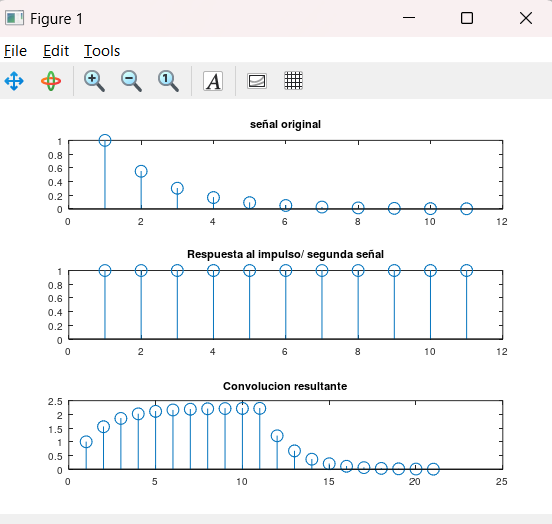 Figure 1
File Edit Tools
A
señal original
1
0.8
0.6
0.4
0.2
0
0 2 4 6 8 10 12
Respuesta al impulso/ segunda señal
1
0.8
0.6
0.4
0.2
0
0 2 4 6 8 10 12
Convolucion resultante
2.5
2
1.5
1
0.5
0
0 5 10 15 20 25